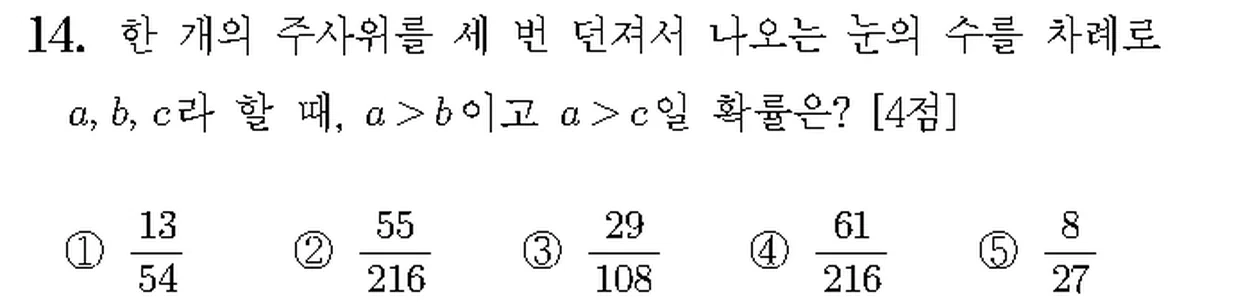 14. 한 개의 주사위를 세 번 던져서 나오는 눈의 수를 차례로
a, b, c라 할 때, a > b이고 a > c일 확률은? [4점]
① 13/54 ② 55/216 ③ 29/108 ④ 61/216 ⑤ 8/27